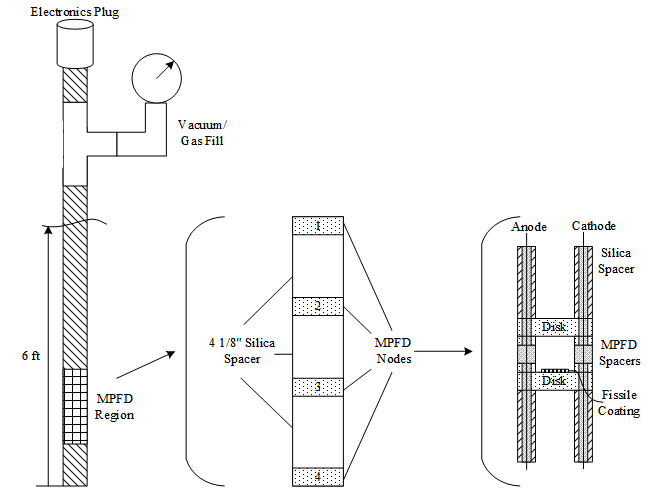 Electronics Plug
Vacuum/
Gas Fill
6 ft
MPFD
Region
1
2
3
4
4 1/8" Silica
Spacer
MPFD
Nodes
Anode
Cathode
Silica
Spacer
Disk
MPFD
Spacers
Disk
Fissile
Coating